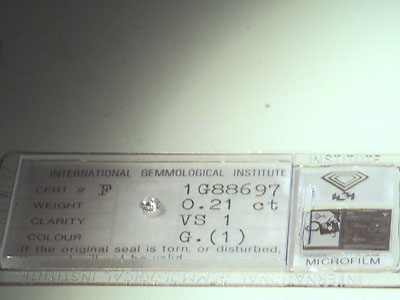 INSTITUTE
INTERNATIONAL GEMMOLOGICAL INSTITUTE
CERT # F 1G88697
WEIGHT 0.21 ct
CLARITY VS 1
COLOUR G.(1)
If the original seal is torn, or disturbed,
MICROFILM